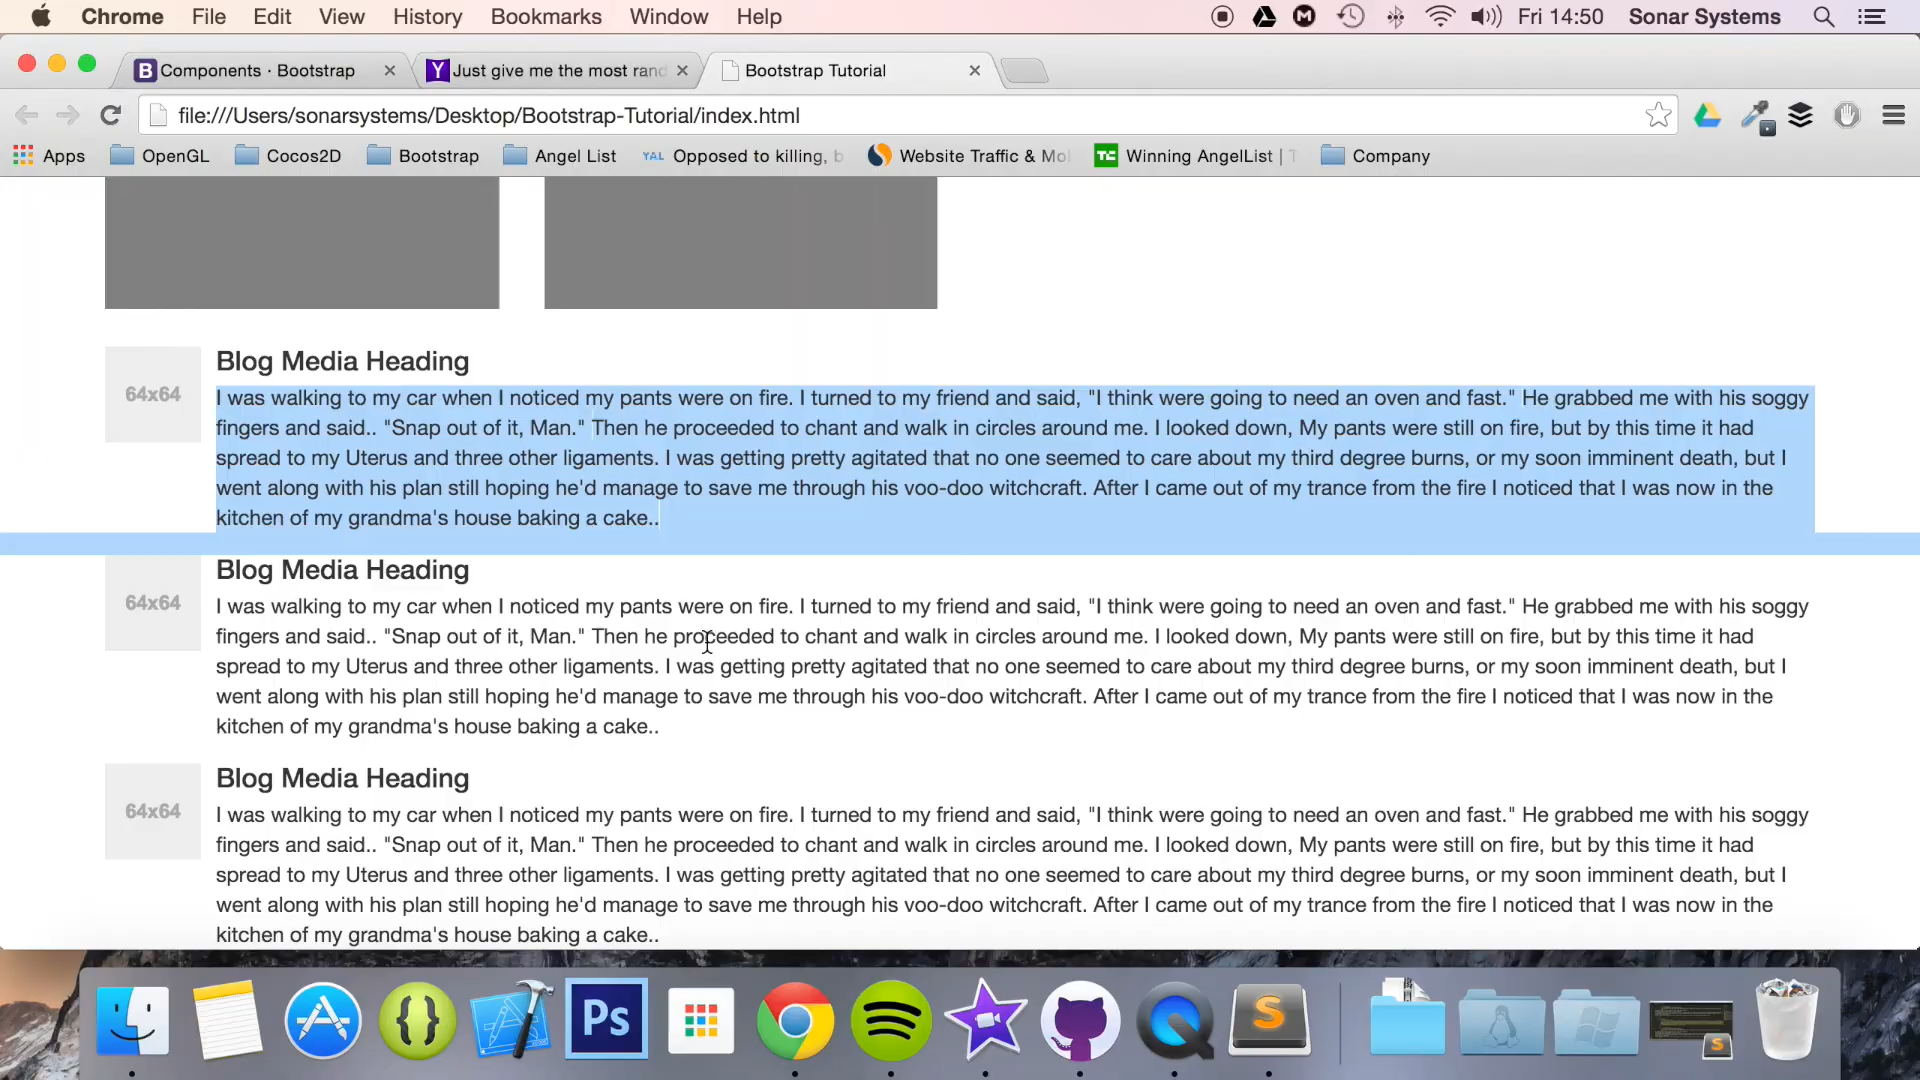 Chrome File Edit View History Bookmarks Window Help Fri 14:50 Sonar Systems
Components · Bootstrap Just give me the most rand Bootstrap Tutorial
file:///Users/sonarsystems/Desktop/Bootstrap-Tutorial/index.html
Apps OpenGL Cocos2D Bootstrap Angel List YAL Opposed to killing, b Website Traffic & Mo TC Winning AngelList | T Company
Blog Media Heading
64x64
I was walking to my car when I noticed my pants were on fire. I turned to my friend and said, "I think were going to need an oven and fast." He grabbed me with his soggy
fingers and said.. "Snap out of it, Man." Then he proceeded to chant and walk in circles around me. I looked down, My pants were still on fire, but by this time it had
spread to my Uterus and three other ligaments. I was getting pretty agitated that no one seemed to care about my third degree burns, or my soon imminent death, but I
went along with his plan still hoping he'd manage to save me through his voo-doo witchcraft. After I came out of my trance from the fire I noticed that I was now in the
kitchen of my grandma's house baking a cake..
Blog Media Heading
64x64
I was walking to my car when I noticed my pants were on fire. I turned to my friend and said, "I think were going to need an oven and fast." He grabbed me with his soggy
fingers and said.. "Snap out of it, Man." Then he proceeded to chant and walk in circles around me. I looked down, My pants were still on fire, but by this time it had
spread to my Uterus and three other ligaments. I was getting pretty agitated that no one seemed to care about my third degree burns, or my soon imminent death, but I
went along with his plan still hoping he'd manage to save me through his voo-doo witchcraft. After I came out of my trance from the fire I noticed that I was now in the
kitchen of my grandma's house baking a cake..
Blog Media Heading
64x64
I was walking to my car when I noticed my pants were on fire. I turned to my friend and said, "I think were going to need an oven and fast." He grabbed me with his soggy
fingers and said.. "Snap out of it, Man." Then he proceeded to chant and walk in circles around me. I looked down, My pants were still on fire, but by this time it had
spread to my Uterus and three other ligaments. I was getting pretty agitated that no one seemed to care about my third degree burns, or my soon imminent death, but I
went along with his plan still hoping he'd manage to save me through his voo-doo witchcraft. After I came out of my trance from the fire I noticed that I was now in the
kitchen of my grandma's house baking a cake..
Ps